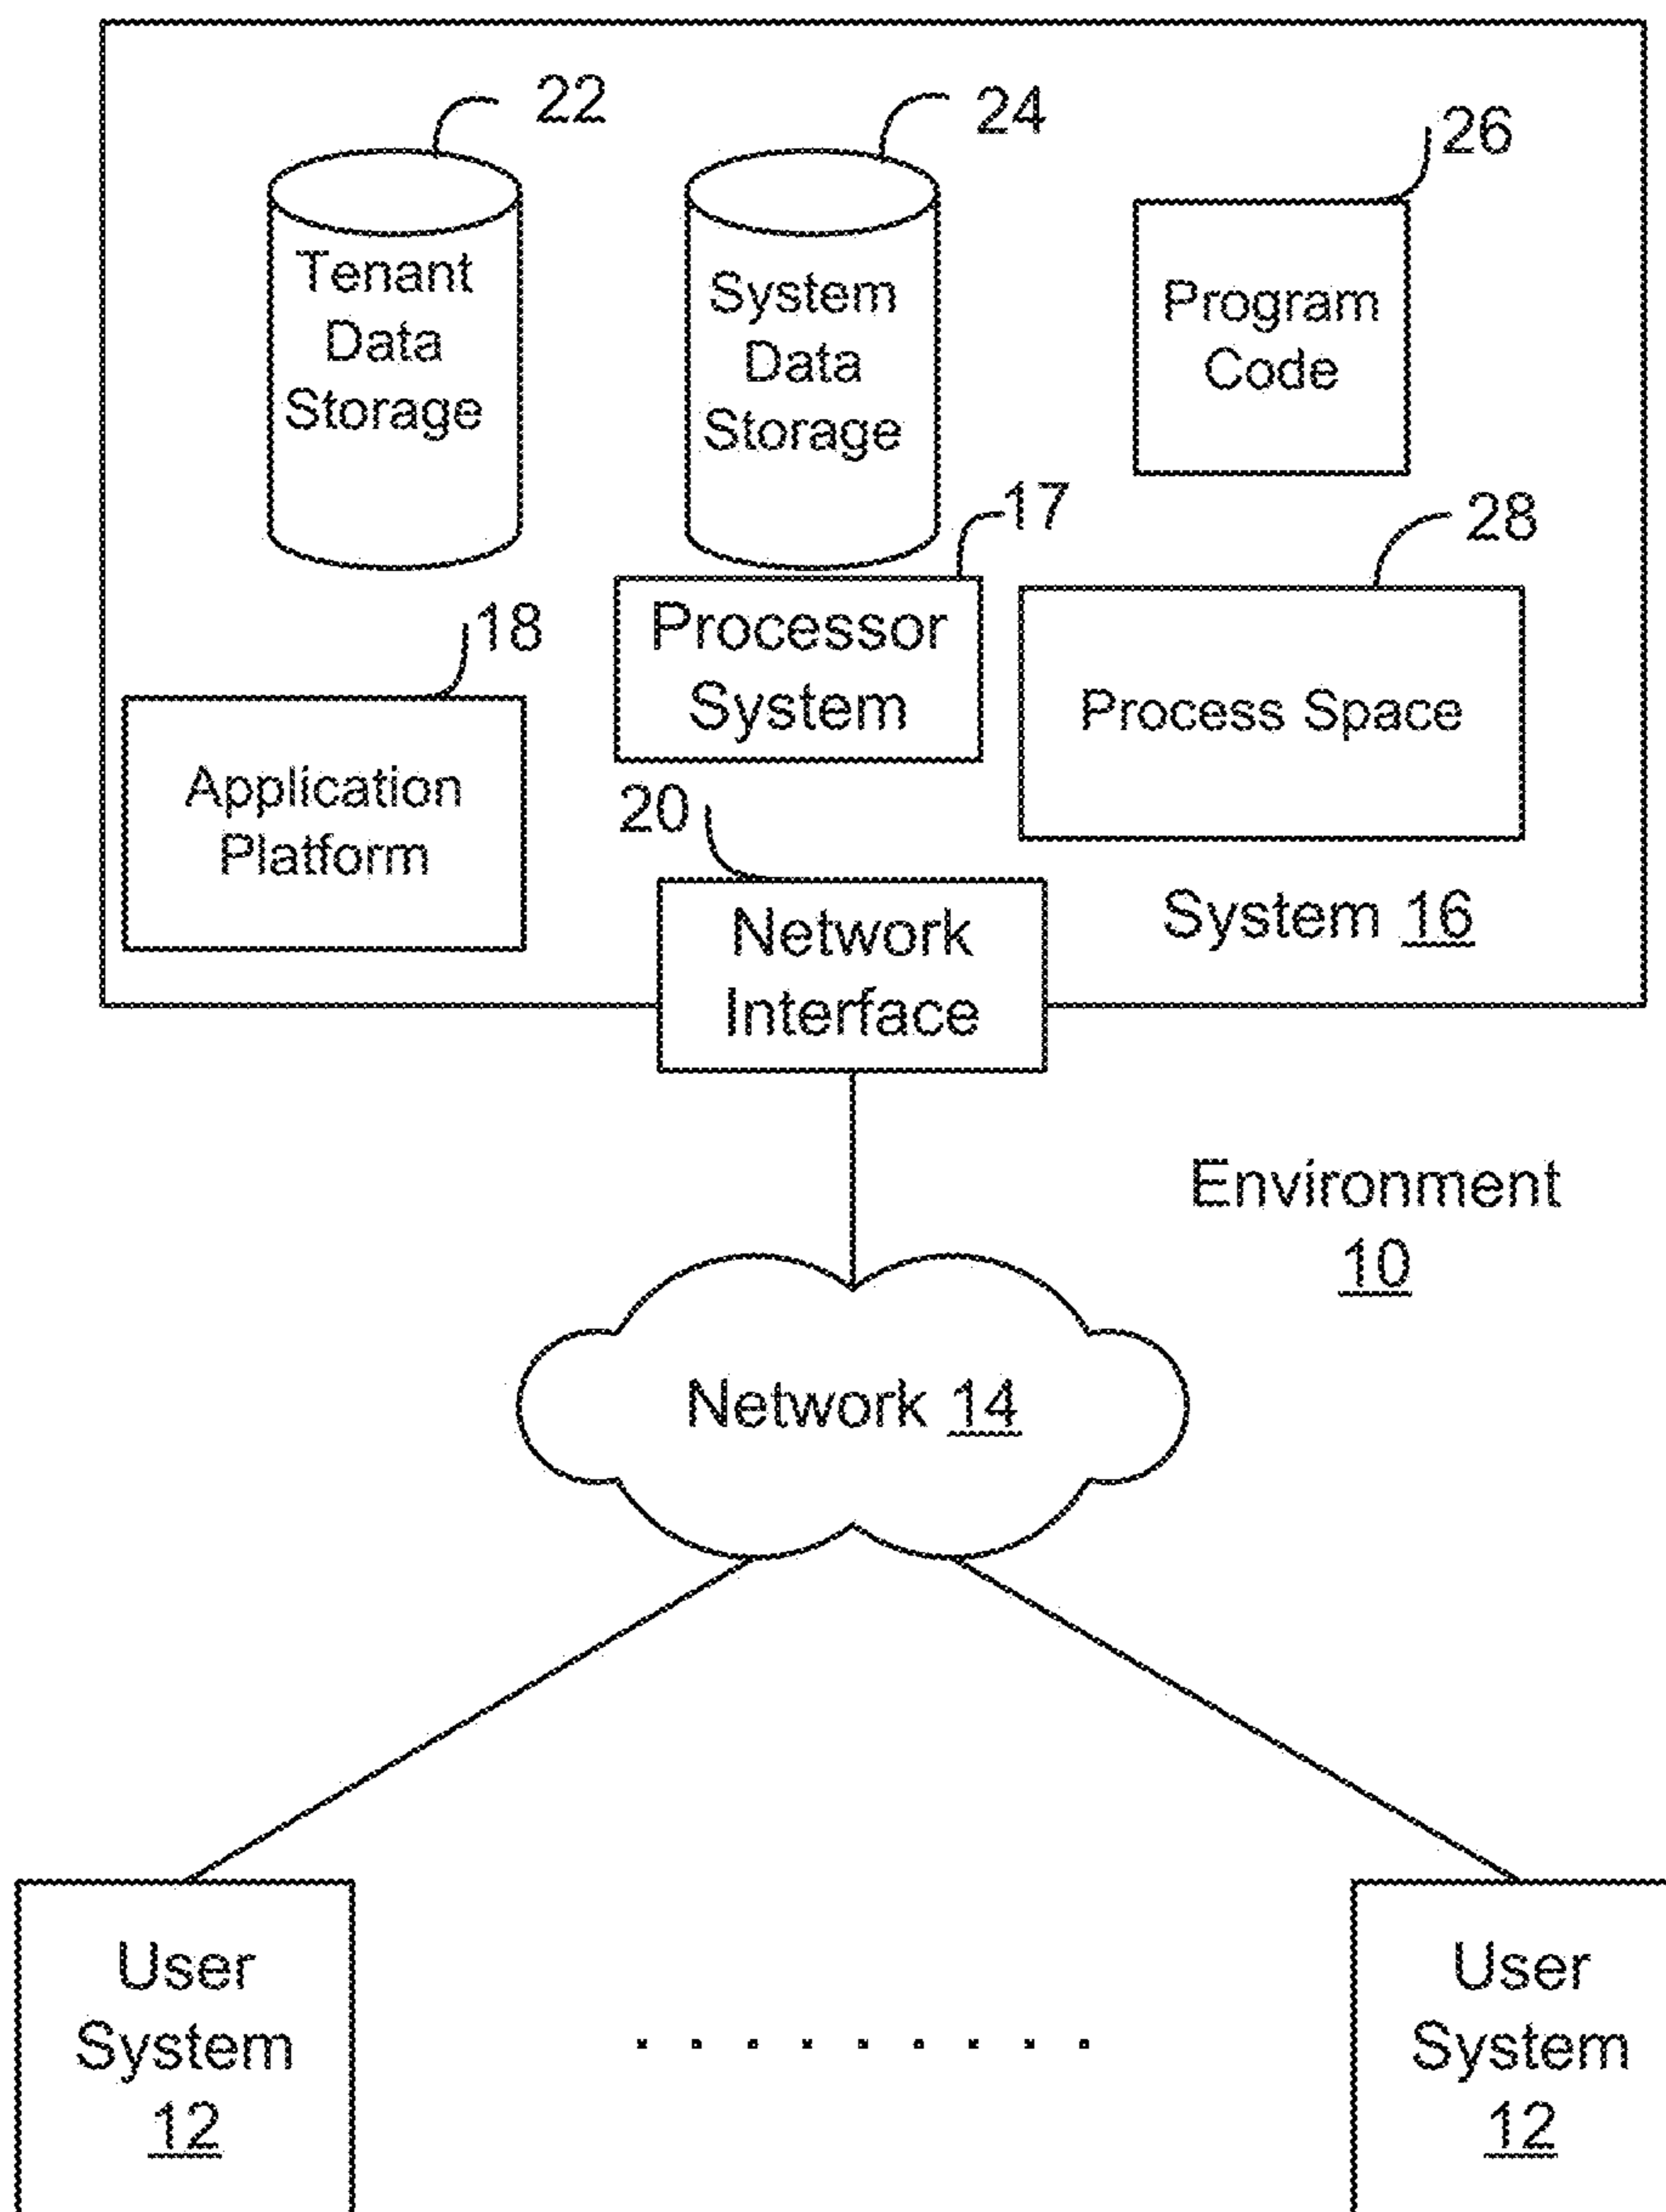 22
24
26
Tenant
Data
Storage
System
Data
Storage
Program
Code
17
28
18
Processor
System
Process Space
Application
Platform
20
Network
Interface
System 16
Environment
10
Network 14
User
System
12
User
System
12